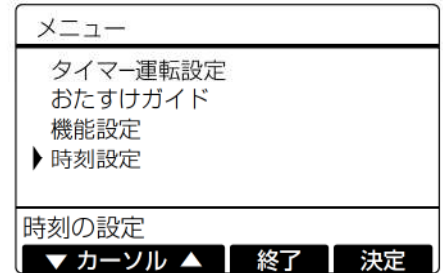 メニュー
タイマー運転設定
おたすけガイド
機能設定
▶時刻設定
時刻の設定
▼ カーソル ▲ 終了 決定